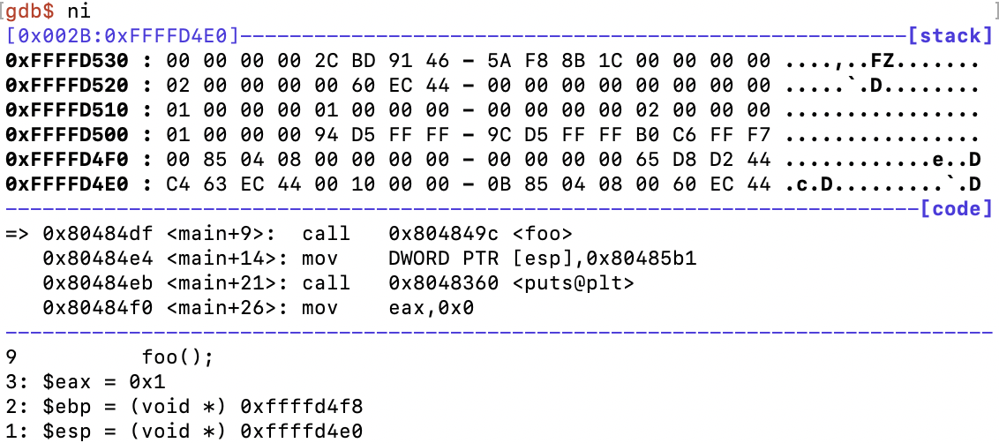 [gdb$ ni ]
[0x002B:0xFFFFD4E0]------------------------------------------------------[stack]
0xFFFFD530 : 00 00 00 00 2C BD 91 46 - 5A F8 8B 1C 00 00 00 00 ....,..FZ.......
0xFFFFD520 : 02 00 00 00 00 60 EC 44 - 00 00 00 00 00 00 00 00 .....`.D........
0xFFFFD510 : 01 00 00 00 01 00 00 00 - 00 00 00 00 02 00 00 00 ................
0xFFFFD500 : 01 00 00 00 94 D5 FF FF - 9C D5 FF FF B0 C6 FF F7 ................
0xFFFFD4F0 : 00 85 04 08 00 00 00 00 - 00 00 00 00 65 D8 D2 44 ............e..D
0xFFFFD4E0 : C4 63 EC 44 00 10 00 00 - 0B 85 04 08 00 60 EC 44 .c.D.........`.D
---------------------------------------------------------------------------[code]
=> 0x80484df <main+9>:  call   0x804849c <foo>
   0x80484e4 <main+14>: mov    DWORD PTR [esp],0x80485b1
   0x80484eb <main+21>: call   0x8048360 <puts@plt>
   0x80484f0 <main+26>: mov    eax,0x0
--------------------------------------------------------------------------------
9          foo();
3: $eax = 0x1
2: $ebp = (void *) 0xffffd4f8
1: $esp = (void *) 0xffffd4e0